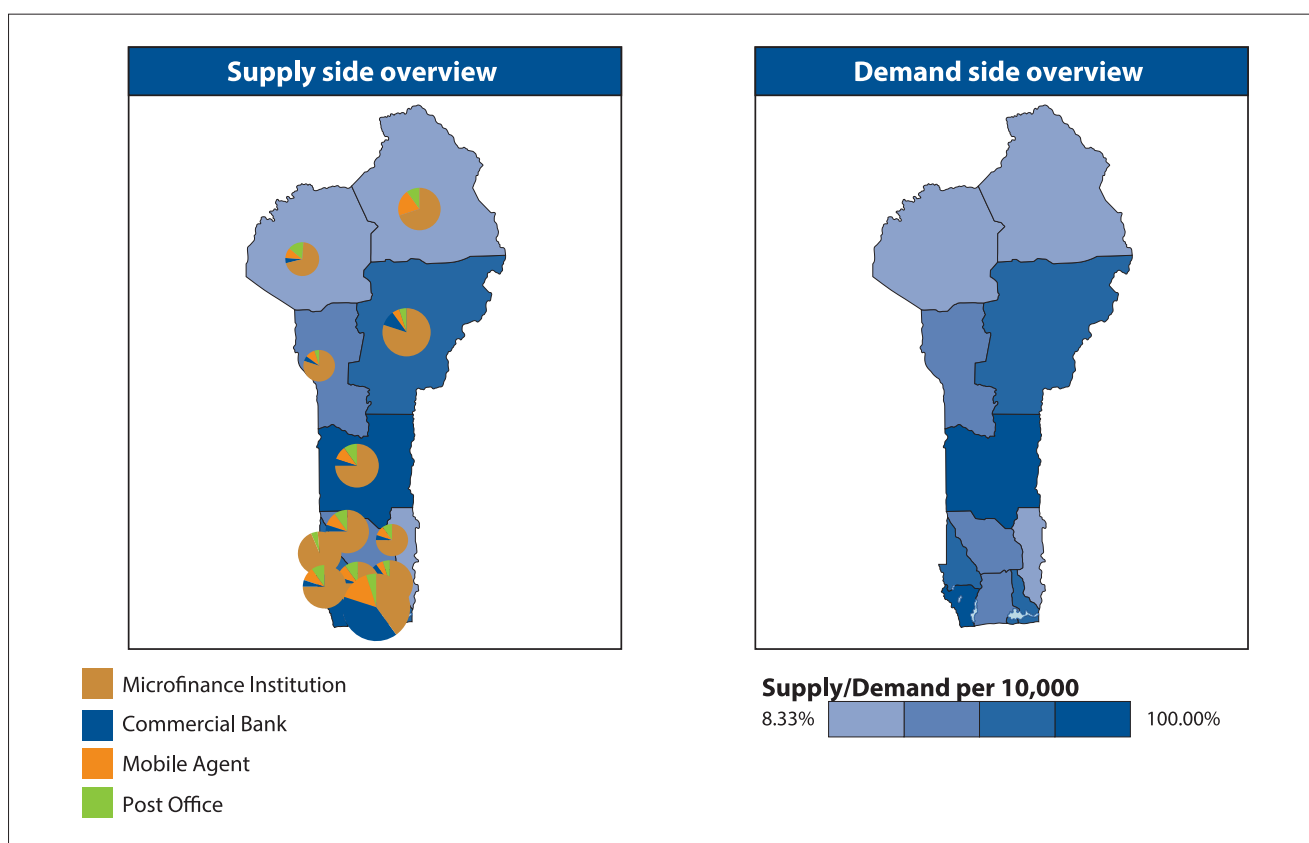 Supply side overview
Demand side overview
Microfinance Institution
Commercial Bank
Mobile Agent
Post Office
Supply/Demand per 10,000
8.33%
100.00%